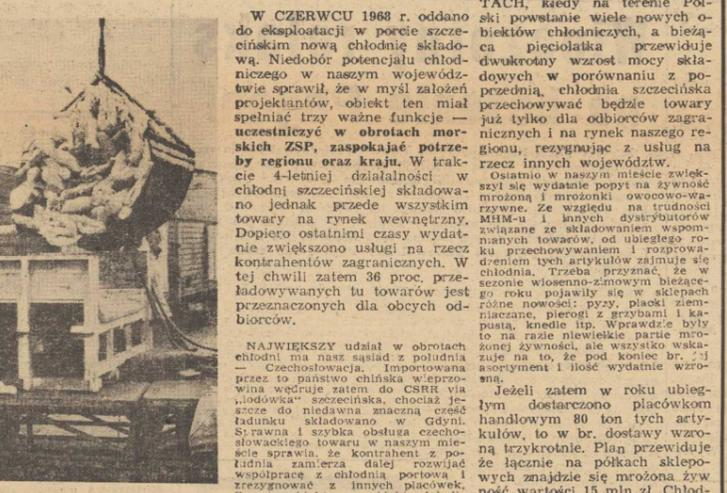 W CZERWCU 1968 r. oddano
do eksploatacji w porcie szcze-
cińskim nową chłodnię składo-
wą. Niedobór potencjału chłod-
niczego w naszym wojewódz-
twie sprawił, że w myśl założeń
projektantów, obiekt ten miał
spełniać trzy ważne funkcje —
uczestniczyć w obrotach mor-
skich ZSP, zaspokajać potrze-
by regionu oraz kraju. W trak-
cie 4-letniej działalności w
chłodni szczecińskiej składowa-
no jednak przede wszystkim
towary na rynek wewnętrzny.
Dopiero ostatnimi czasy wydat-
nie zwiększono usługi na rzecz
kontrahentów zagranicznych. W
tej chwili zatem 36 proc. prze-
ładowywanych tu towarów jest
przeznaczonych dla obcych od-
biorców.
NAJWIĘKSZY udział w obrotach
chłodni ma nasz sąsiad z południa
— Czechosłowacja. Importowana
przez to państwo chińska wieprzo-
wina wędruje zatem do CSRR via
„lodówka” szczecińska, chociaż je-
szcze do niedawna znaczną część
ładunku składowano w Gdyni.
Sprawna i szybka obsługa czecho-
słowackiego towaru w naszym mie-
ście sprawia, że kontrahent z po-
łudnia zamierza dalej rozwijać
współpracę z chłodnią portową i
zrezygnować z innych placówek.
TACH, kiedy na terenie Pol-
ski powstanie wiele nowych o-
biektów chłodniczych, a bieżą-
ca pięciolatka przewiduje
dwukrotny wzrost mocy skła-
dowych w porównaniu z po-
przednią, chłodnia szczecińska
przechowywać będzie towary
już tylko dla odbiorców zagra-
nicznych i na rynek naszego re-
gionu, rezygnując z usług na
rzecz innych województw.
Ostatnio w naszym mieście zwięk-
szył się wydatnie popyt na żywność
mrożoną i mrożonki owocowo-wa-
rzywne. Ze względu na trudności
MHM-u i innych dystrybutorów
związane ze składowaniem wspom-
nianych towarów, od ubiegłego ro-
ku przechowywaniem i rozprowa-
dzeniem tych artykułów zajmuje się
chłodnia. Trzeba przyznać, że w
sezonie wiosenno-zimowym bieżące-
go roku pojawiły się w sklepach
różne nowości: pyzy, placki ziem-
niaczane, pierogi z grzybami i ka-
pustą, knedle itp. Wprawdzie były
to na razie niewielkie partie mro-
żonej żywności, ale wszystko wska-
zuje na to, że pod koniec br.
asortyment i ilość wydatnie wzro-
sną.
Jeżeli zatem w roku ubieg-
łym dostarczono placówkom
handlowym 80 ton tych arty-
kułów, to w br. dostawy wzro-
ną trzykrotnie. Plan przewiduje
że łącznie na półkach sklepo-
wych znajdzie się mrożona żyw
ność wartości 15 mln zł. Chłod-